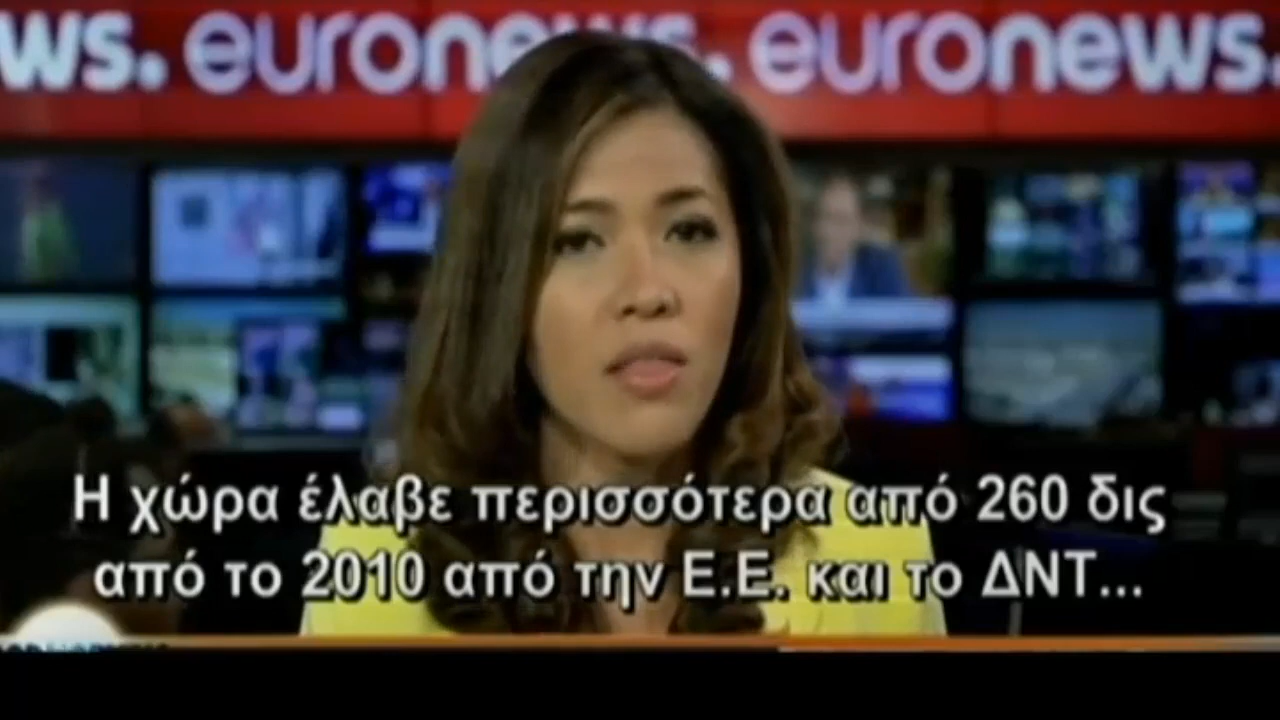 ws. euronews. euronews.
Η χώρα έλαβε περισσότερα από 260 δις
από το 2010 από την Ε.Ε. και το ΔΝΤ...